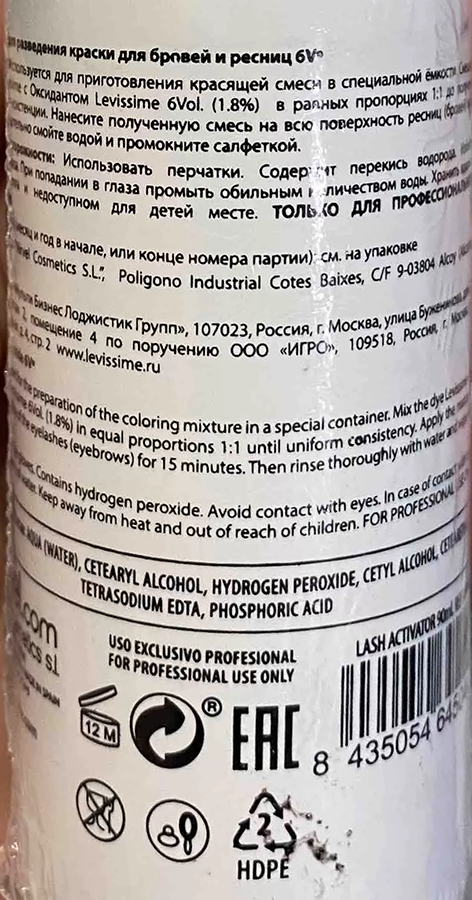 для разведения краски для бровей и ресниц 6V°
Используется для приготовления красящей смеси в специальной ёмкости.
с Оксидантом Levissime 6Vol. (1.8%) в равных пропорциях 1:1 до
консистенции. Нанесите полученную смесь на всю поверхность ресниц
смойте водой и промокните салфеткой.
Использовать перчатки. Содержит перекись водорода.
При попадании в глаза промыть обильным количеством воды. Хранить
и недоступном для детей месте. ТОЛЬКО ДЛЯ
месяц и год в начале, или конце номера партии): см. на упаковке
Cosmetics S.L.", Poligono Industrial Cotes Baixes, C/F 9-03804 Alcoy
Бизнес Лоджистик Групп», 107023, Россия, г. Москва, улица
2, помещение 4 по поручению ООО «ИГРО», 109518, Россия, г. Москва,
д.4, стр.2 www.levissime.ru
the preparation of the coloring mixture in a special container. Mix the dye
6Vol. (1.8%) in equal proportions 1:1 until uniform consistency. Apply the
the eyelashes (eyebrows) for 15 minutes. Then rinse thoroughly with water and
Contains hydrogen peroxide. Avoid contact with eyes. In case of contact
water. Keep away from heat and out of reach of children. FOR PROFESSIONAL
AQUA (WATER), CETEARYL ALCOHOL, HYDROGEN PEROXIDE, CETYL ALCOHOL,
TETRASODIUM EDTA, PHOSPHORIC ACID
.com
USO EXCLUSIVO PROFESIONAL
FOR PROFESSIONAL USE ONLY
LASH ACTIVATOR 90ml
12 M
®
EAC
8 435054
2
HDPE